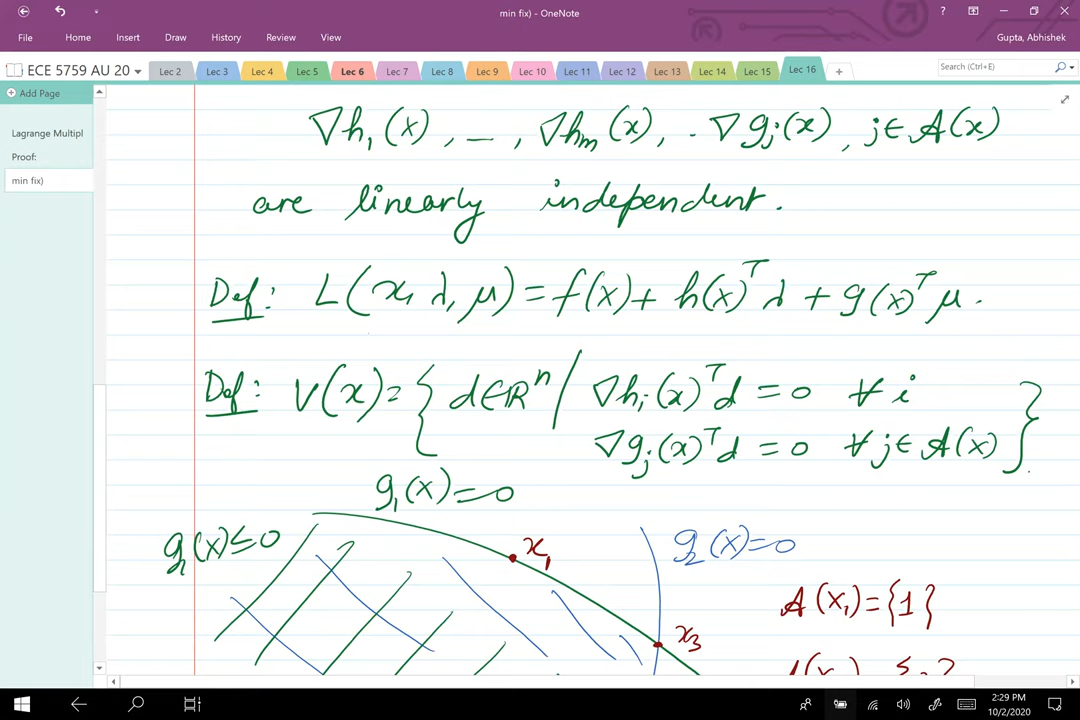 min fix) - OneNote
Gupta, Abhishek
File Home Insert Draw History Review View
ECE 5759 AU 20
Lec 2 Lec 3 Lec 4 Lec 5 Lec 6 Lec 7 Lec 8 Lec 9 Lec 10 Lec 11 Lec 12 Lec 13 Lec 14 Lec 15 Lec 16
Search (Ctrl+E)
Add Page
Lagrange Multipl
Proof:
min fix)
∇h₁(x), _ , ∇hₘ(x), . ∇gⱼ(x), j∈A(x)
are linearly independent.
Def: L(x, λ, μ) = f(x) + h(x)ᵀλ + g(x)ᵀμ.
Def: V(x) = { d∈ℝⁿ / ∇hᵢ(x)ᵀd = 0 ∀ i
∇gⱼ(x)ᵀd = 0 ∀ j∈A(x) }.
g₁(x)=0
g₁(x)≤0
x₁
g₂(x)=0
A(x₁)={1}
x₃
2:29 PM
10/2/2020